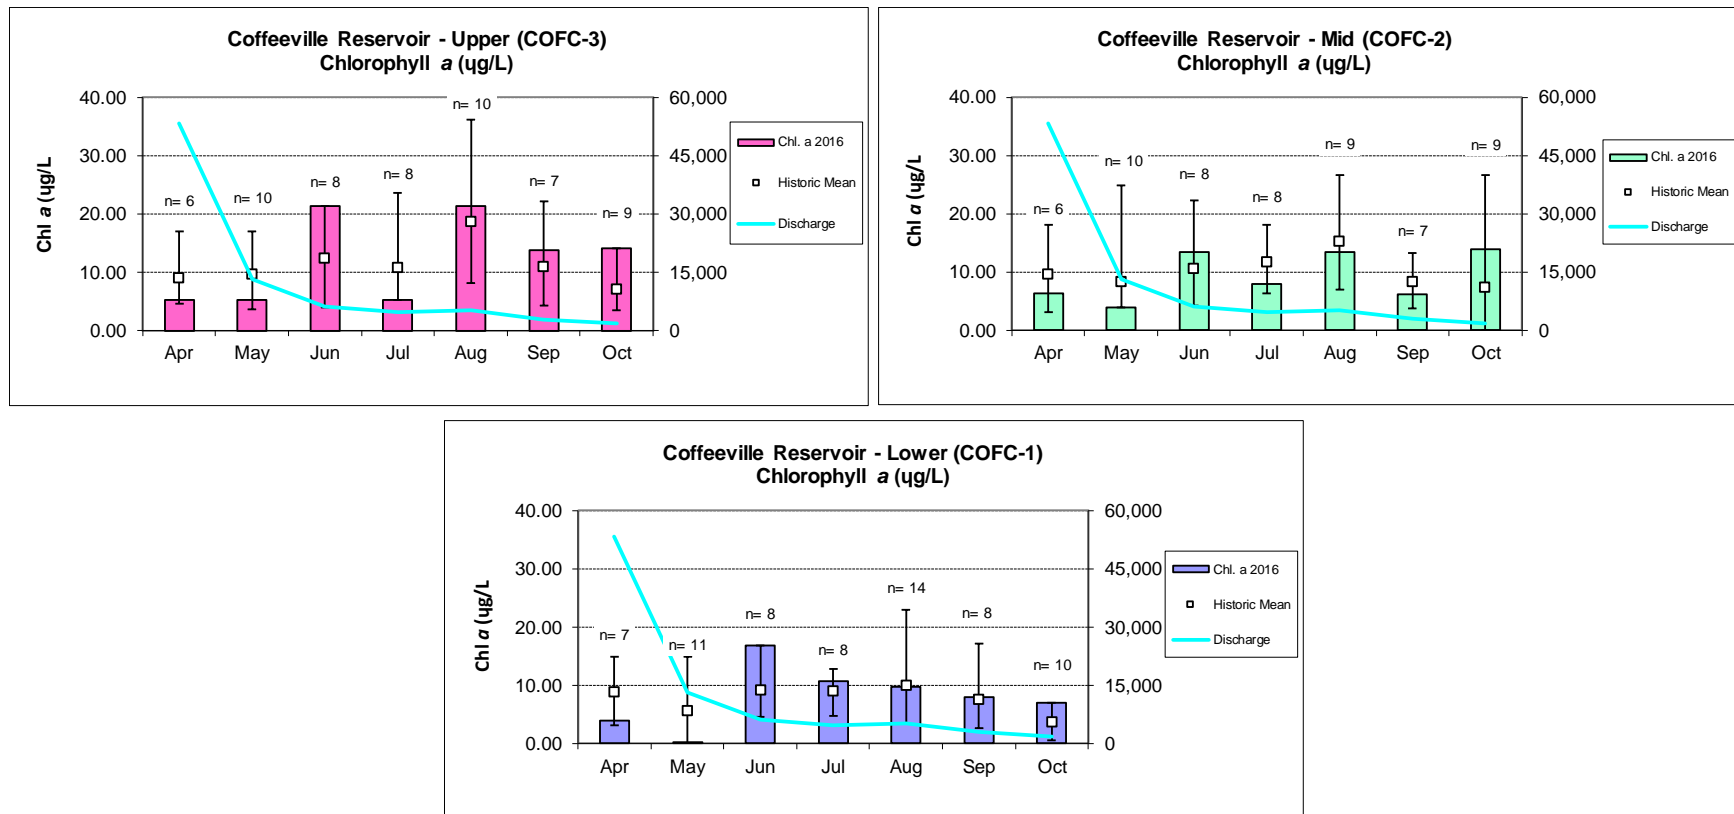 Coffeeville Reservoir - Upper (COFC-3)
Chlorophyll a (ųg/L)
Chl a (ųg/L
40.00
30.00
20.00
10.00
0.00
60,000
45,000
30,000
15,000
0
n= 6
n= 10
n= 8
n= 8
n= 10
n= 7
n= 9
Apr May Jun Jul Aug Sep Oct
Chl. a 2016
Historic Mean
Discharge
Coffeeville Reservoir - Mid (COFC-2)
Chlorophyll a (ųg/L)
Chl a (ųg/L
40.00
30.00
20.00
10.00
0.00
60,000
45,000
30,000
15,000
0
n= 6
n= 10
n= 8
n= 8
n= 9
n= 7
n= 9
Apr May Jun Jul Aug Sep Oct
Chl. a 2016
Historic Mean
Discharge
Coffeeville Reservoir - Lower (COFC-1)
Chlorophyll a (ųg/L)
Chl a (ųg/L
40.00
30.00
20.00
10.00
0.00
60,000
45,000
30,000
15,000
0
n= 7
n= 11
n= 8
n= 8
n= 14
n= 8
n= 10
Apr May Jun Jul Aug Sep Oct
Chl. a 2016
Historic Mean
Discharge